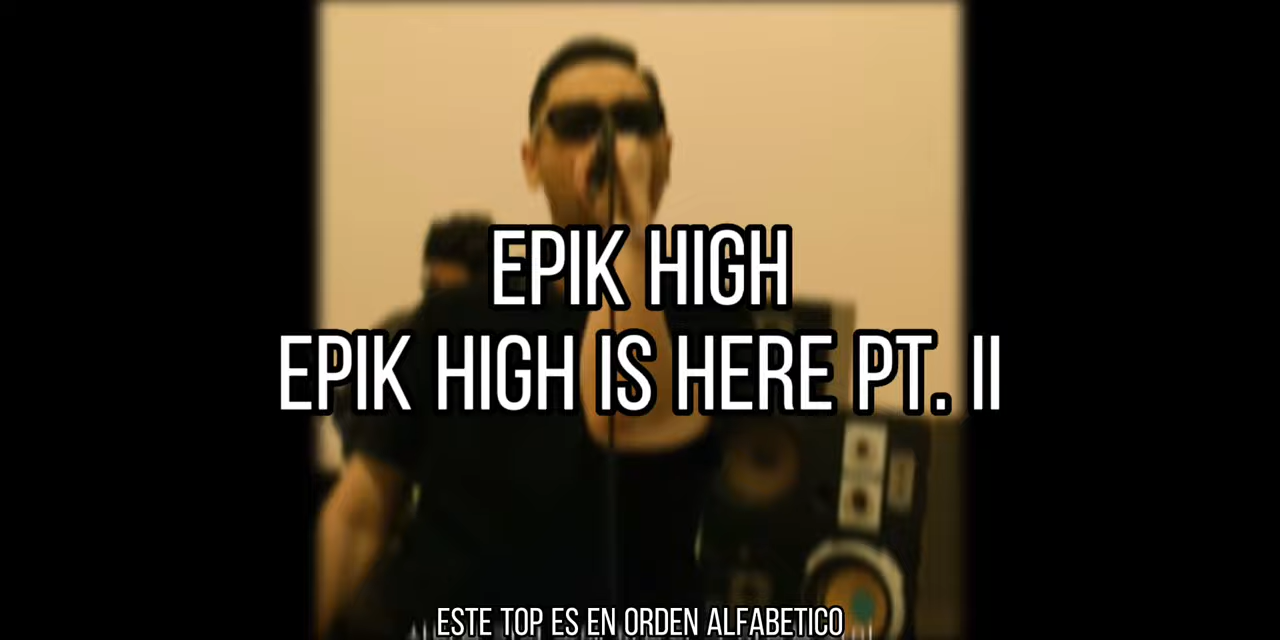 EPIK HIGH
EPIK HIGH IS HERE PT. II
ESTE TOP ES EN ORDEN ALFABETICO